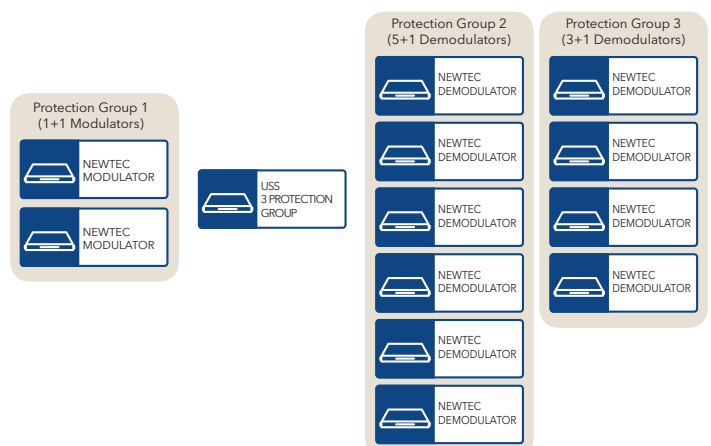 Protection Group 1
(1+1 Modulators)
NEWTEC
MODULATOR
NEWTEC
MODULATOR
USS
3 PROTECTION
GROUP
Protection Group 2
(5+1 Demodulators)
NEWTEC
DEMODULATOR
NEWTEC
DEMODULATOR
NEWTEC
DEMODULATOR
NEWTEC
DEMODULATOR
NEWTEC
DEMODULATOR
NEWTEC
DEMODULATOR
Protection Group 3
(3+1 Demodulators)
NEWTEC
DEMODULATOR
NEWTEC
DEMODULATOR
NEWTEC
DEMODULATOR
NEWTEC
DEMODULATOR